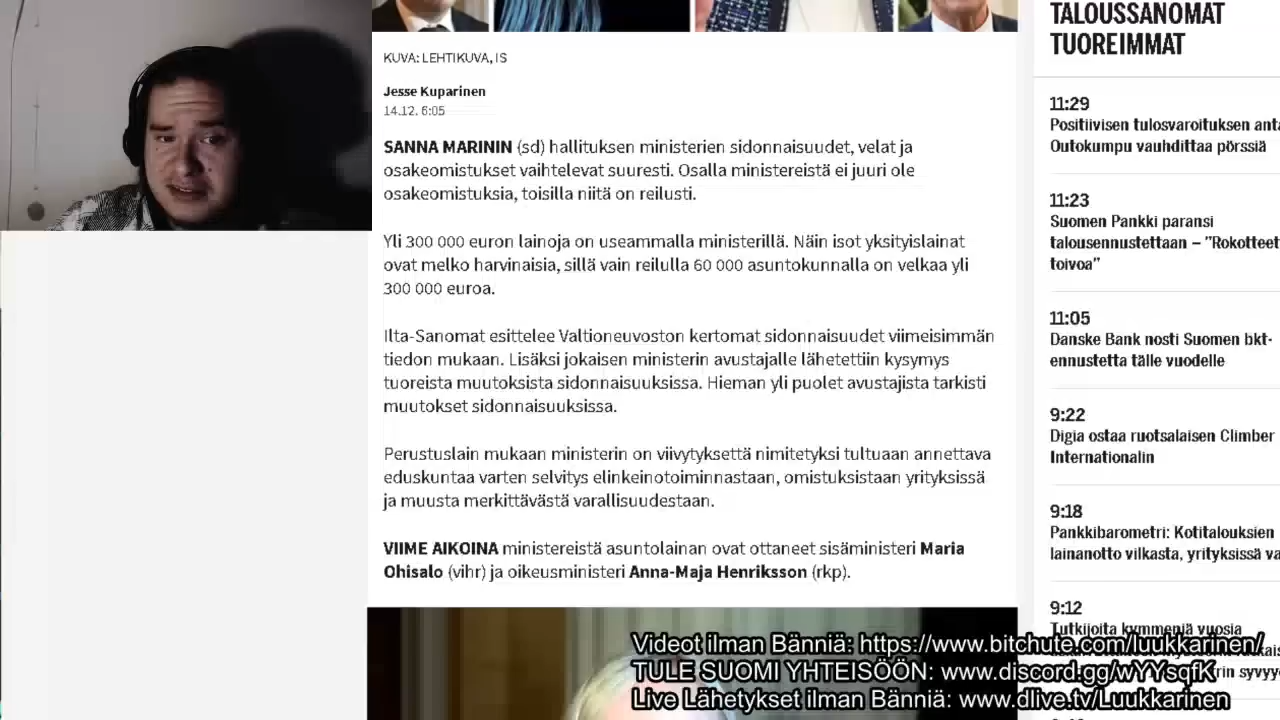 KUVA: LEHTIKUVA, IS
Jesse Kuparinen
14.12. 6:05
SANNA MARININ (sd) hallituksen ministerien sidonnaisuudet, velat ja
osakeomistukset vaihtelevat suuresti. Osalla ministereistä ei juuri ole
osakeomistuksia, toisilla niitä on reilusti.
Yli 300 000 euron lainoja on useammalla ministerillä. Näin isot yksityislainat
ovat melko harvinaisia, sillä vain reilulla 60 000 asuntokunnalla on velkaa yli
300 000 euroa.
Ilta-Sanomat esittelee Valtioneuvoston kertomat sidonnaisuudet viimeisimmän
tiedon mukaan. Lisäksi jokaisen ministerin avustajalle lähetettiin kysymys
tuoreista muutoksista sidonnaisuuksissa. Hieman yli puolet avustajista tarkisti
muutokset sidonnaisuuksissa.
Perustuslain mukaan ministerin on viivytyksettä nimitetyksi tultuaan annettava
eduskuntaa varten selvitys elinkeinotoiminnastaan, omistuksistaan yrityksissä
ja muusta merkittävästä varallisuudestaan.
VIIME AIKOINA ministereistä asuntolainan ovat ottaneet sisäministeri Maria
Ohisalo (vihr) ja oikeusministeri Anna-Maja Henriksson (rkp).
TALOUSSANOMAT
TUOREIMMAT
11:29
Positiivisen tulosvaroituksen anta
Outokumpu vauhdittaa pörssiä
11:23
Suomen Pankki paransi
talousennustettaan – ”Rokotteet
toivoa”
11:05
Danske Bank nosti Suomen bkt-
ennustetta tälle vuodelle
9:22
Digia ostaa ruotsalaisen Climber
Internationalin
9:18
Pankkibarometri: Kotitalouksien
lainanotto vilkasta, yrityksissä va
9:12
Tutkijoita kymmeniä vuosia
Videot ilman Bänniä: https://www.bitchute.com/luukkarinen/
TULE SUOMI YHTEISÖÖN: www.discord.gg/wYYsqfK
Live Lähetykset ilman Bänniä: www.dlive.tv/Luukkarinen